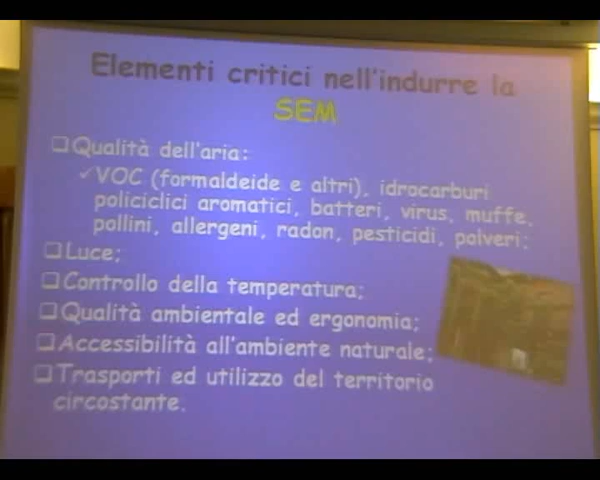 Elementi critici nell'indurre la
SEM
❑Qualità dell'aria:
✓VOC (formaldeide e altri), idrocarburi
policiclici aromatici, batteri, virus, muffe,
pollini, allergeni, radon, pesticidi, polveri;
❑Luce;
❑Controllo della temperatura;
❑Qualità ambientale ed ergonomia;
❑Accessibilità all'ambiente naturale;
❑Trasporti ed utilizzo del territorio
circostante.